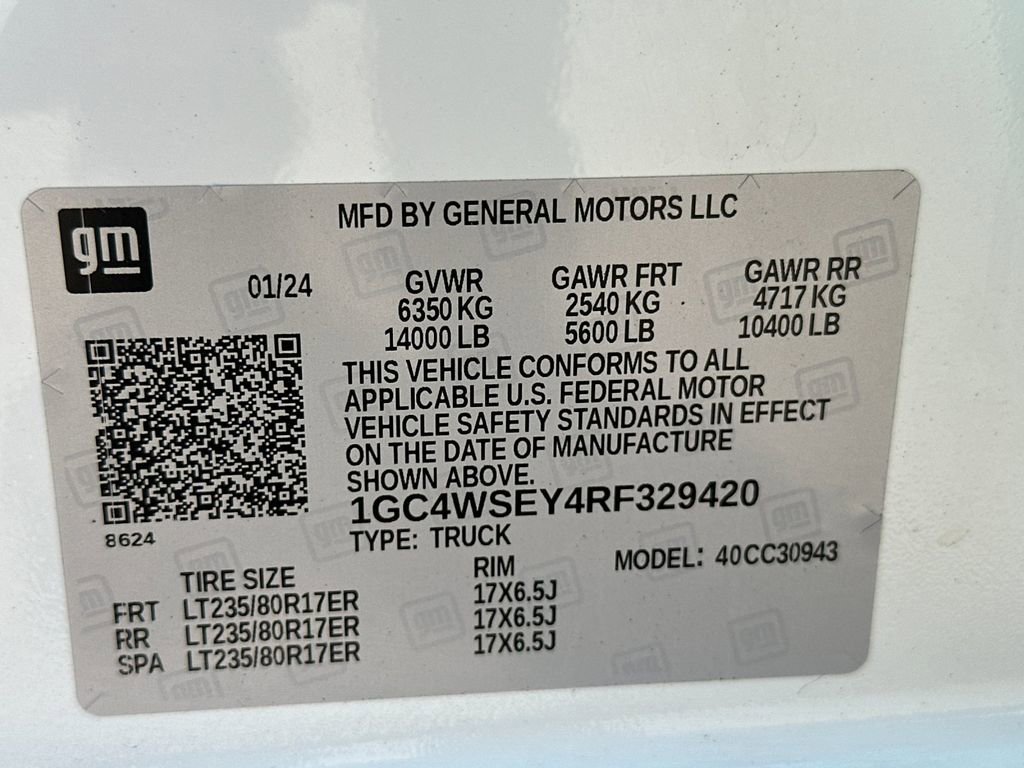 gm
MFD BY GENERAL MOTORS LLC
01/24 GVWR GAWR FRT GAWR RR
6350 KG 2540 KG 4717 KG
14000 LB 5600 LB 10400 LB
THIS VEHICLE CONFORMS TO ALL
APPLICABLE U.S. FEDERAL MOTOR
VEHICLE SAFETY STANDARDS IN EFFECT
ON THE DATE OF MANUFACTURE
SHOWN ABOVE.
1GC4WSEY4RF329420
8624
TYPE: TRUCK
MODEL: 40CC30943
TIRE SIZE RIM
FRT LT235/80R17ER 17X6.5J
RR LT235/80R17ER 17X6.5J
SPA LT235/80R17ER 17X6.5J